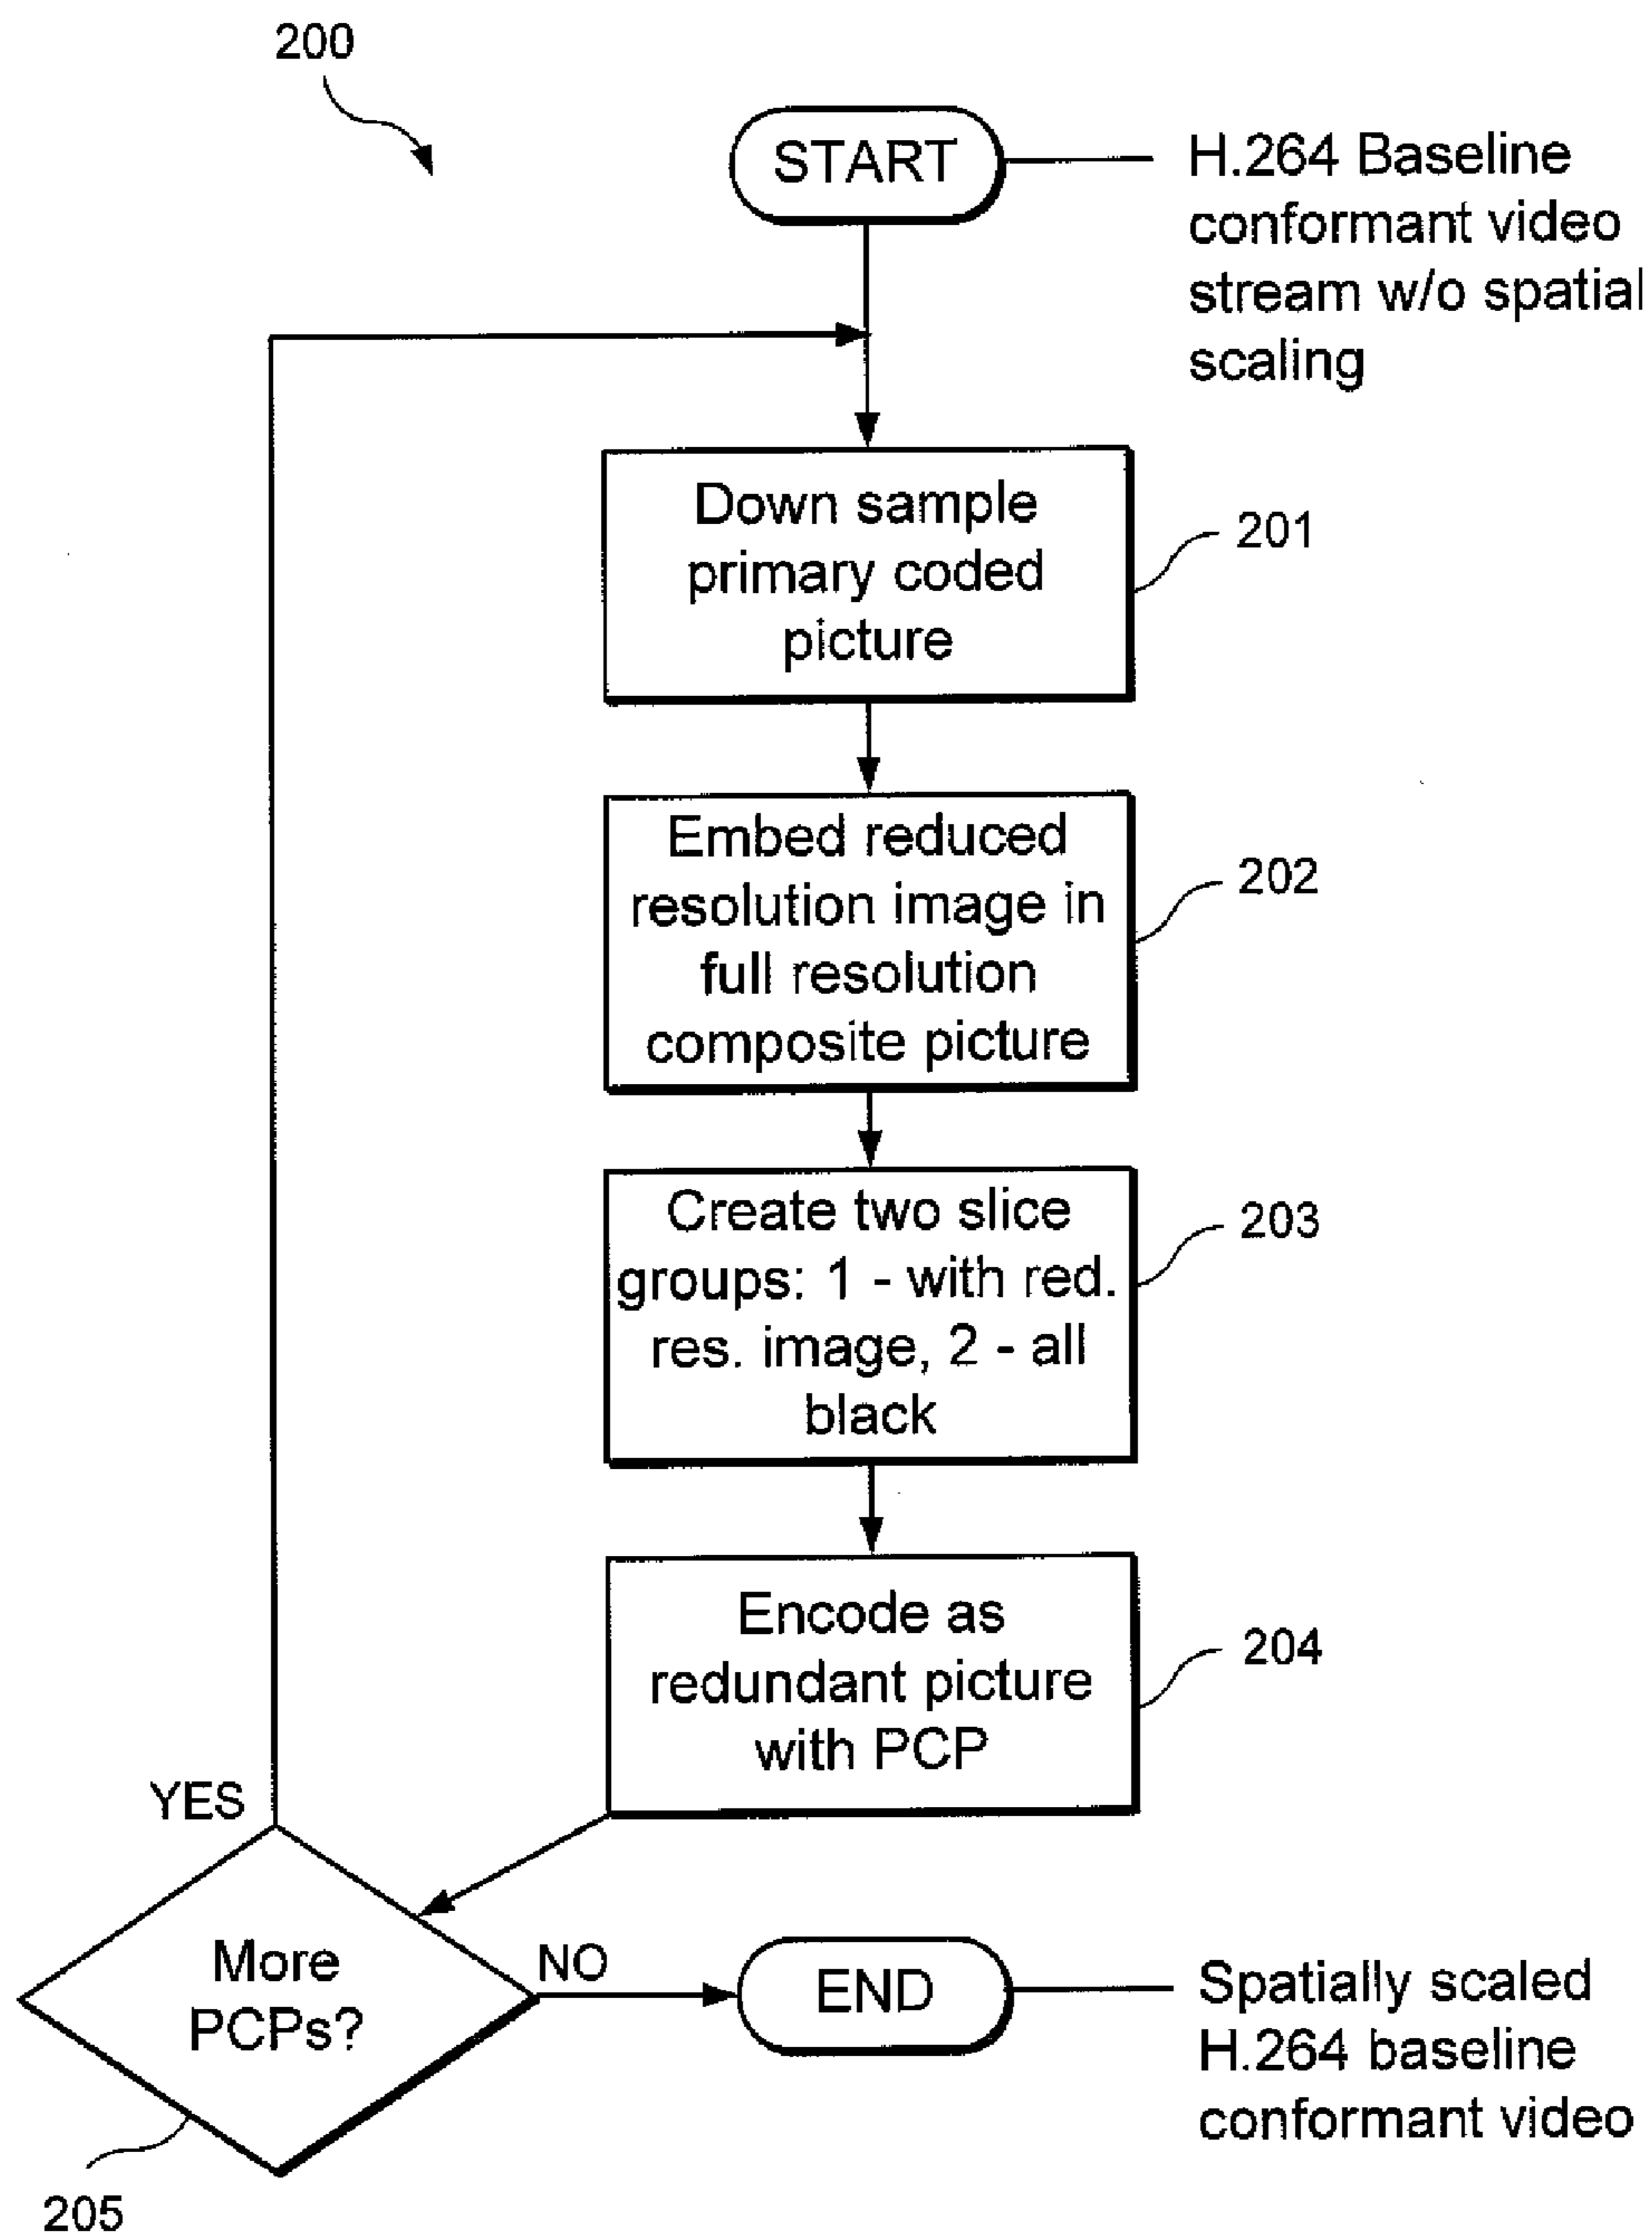 200
START
H.264 Baseline
conformant video
stream w/o spatial
scaling
Down sample
primary coded
picture
201
Embed reduced
resolution image in
full resolution
composite picture
202
Create two slice
groups: 1 - with red.
res. image, 2 - all
black
203
Encode as
redundant picture
with PCP
204
YES
More
PCPs?
205
NO
END
Spatially scaled
H.264 baseline
conformant video